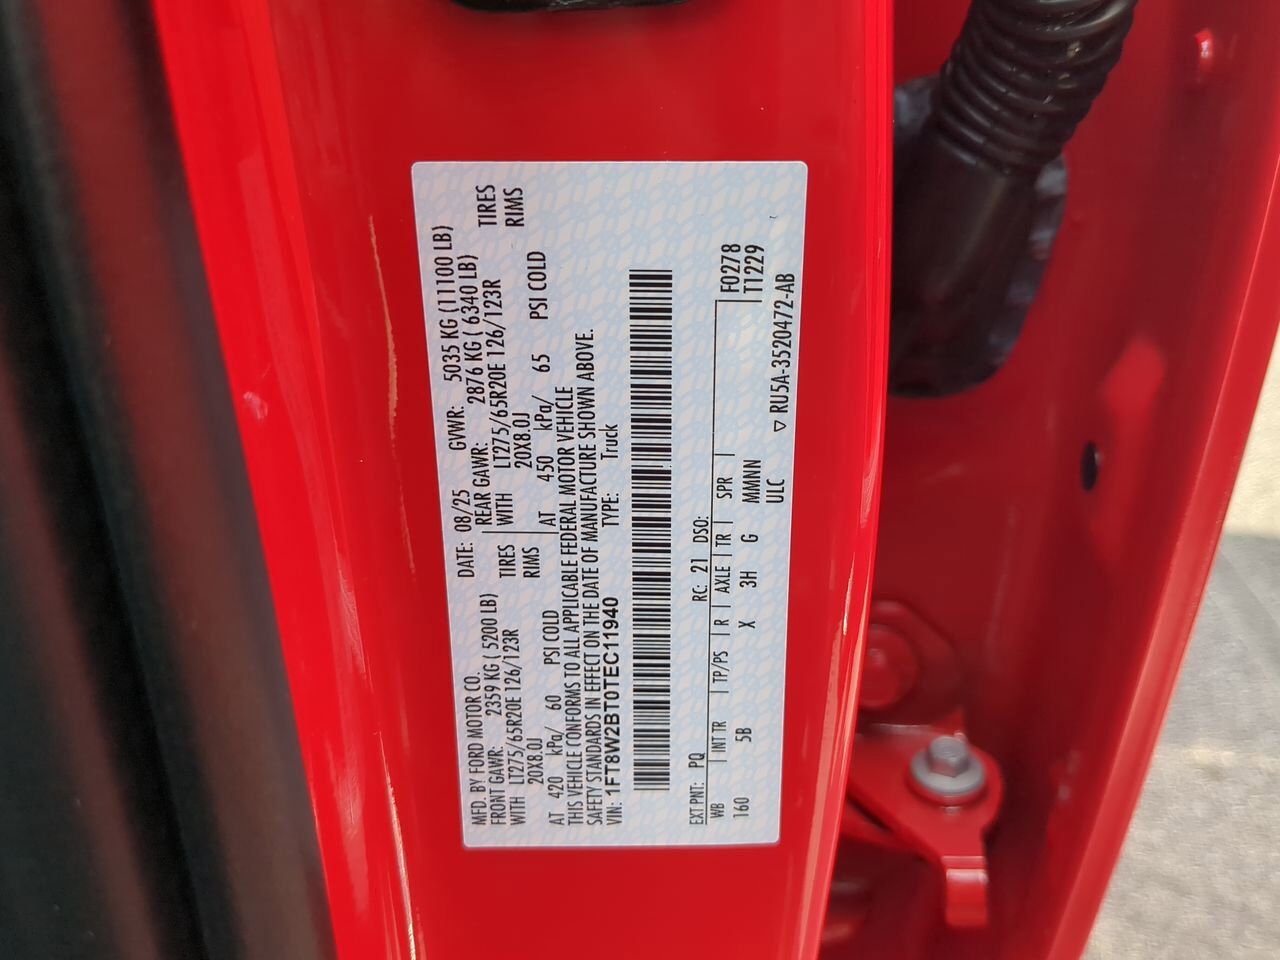 MFD. BY FORD MOTOR CO.
DATE: 08/25 GVWR: 5035 KG (11100 LB)
FRONT GAWR: 2359 KG ( 5200 LB) REAR GAWR: 2876 KG ( 6340 LB)
WITH LT275/65R20E 126/123R TIRES WITH LT275/65R20E 126/123R TIRES
20X8.0J RIMS 20X8.0J RIMS
AT 420 kPa/ 60 PSI COLD AT 450 kPa/ 65 PSI COLD
THIS VEHICLE CONFORMS TO ALL APPLICABLE FEDERAL MOTOR VEHICLE
SAFETY STANDARDS IN EFFECT ON THE DATE OF MANUFACTURE SHOWN ABOVE.
VIN: 1FT8W2BT0TEC11940 TYPE: Truck
EXT PNT: PQ RC: 21 DSO:
WB INT TR TP/PS R AXLE TR SPR F0278
160 5B X 3H G MMMN T1229
ULC ▽ RU5A-3520472-AB